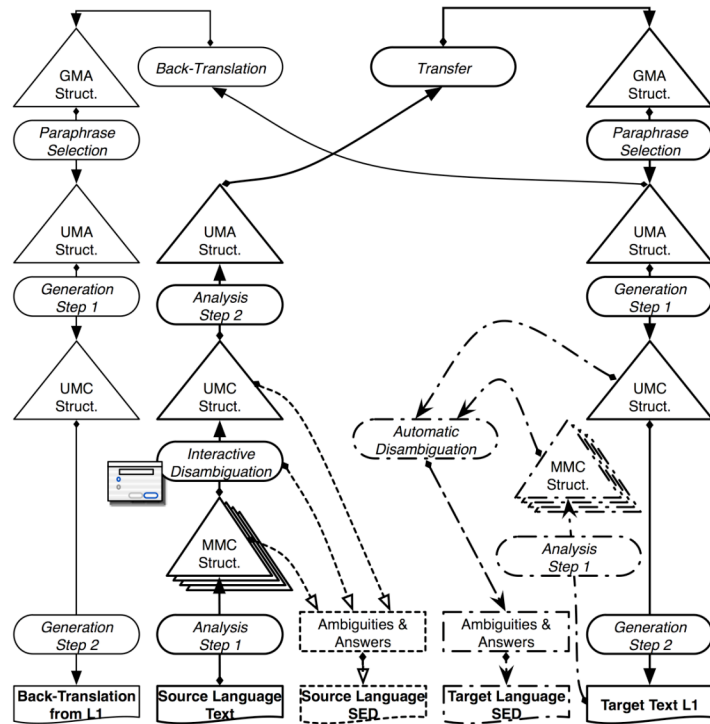 GMA
Struct.
Back-Translation
Transfer
GMA
Struct.
Paraphrase
Selection
Paraphrase
Selection
UMA
Struct.
UMA
Struct.
UMA
Struct.
Generation
Step 1
Analysis
Step 2
Generation
Step 1
UMC
Struct.
UMC
Struct.
UMC
Struct.
Automatic
Disambiguation
Interactive
Disambiguation
MMC
Struct.
MMC
Struct.
Analysis
Step 1
Generation
Step 2
Analysis
Step 1
Ambiguities &
Answers
Ambiguities &
Answers
Generation
Step 2
Back-Translation
from L1
Source Language
Text
Source Language
SED
Target Language
SED
Target Text L1